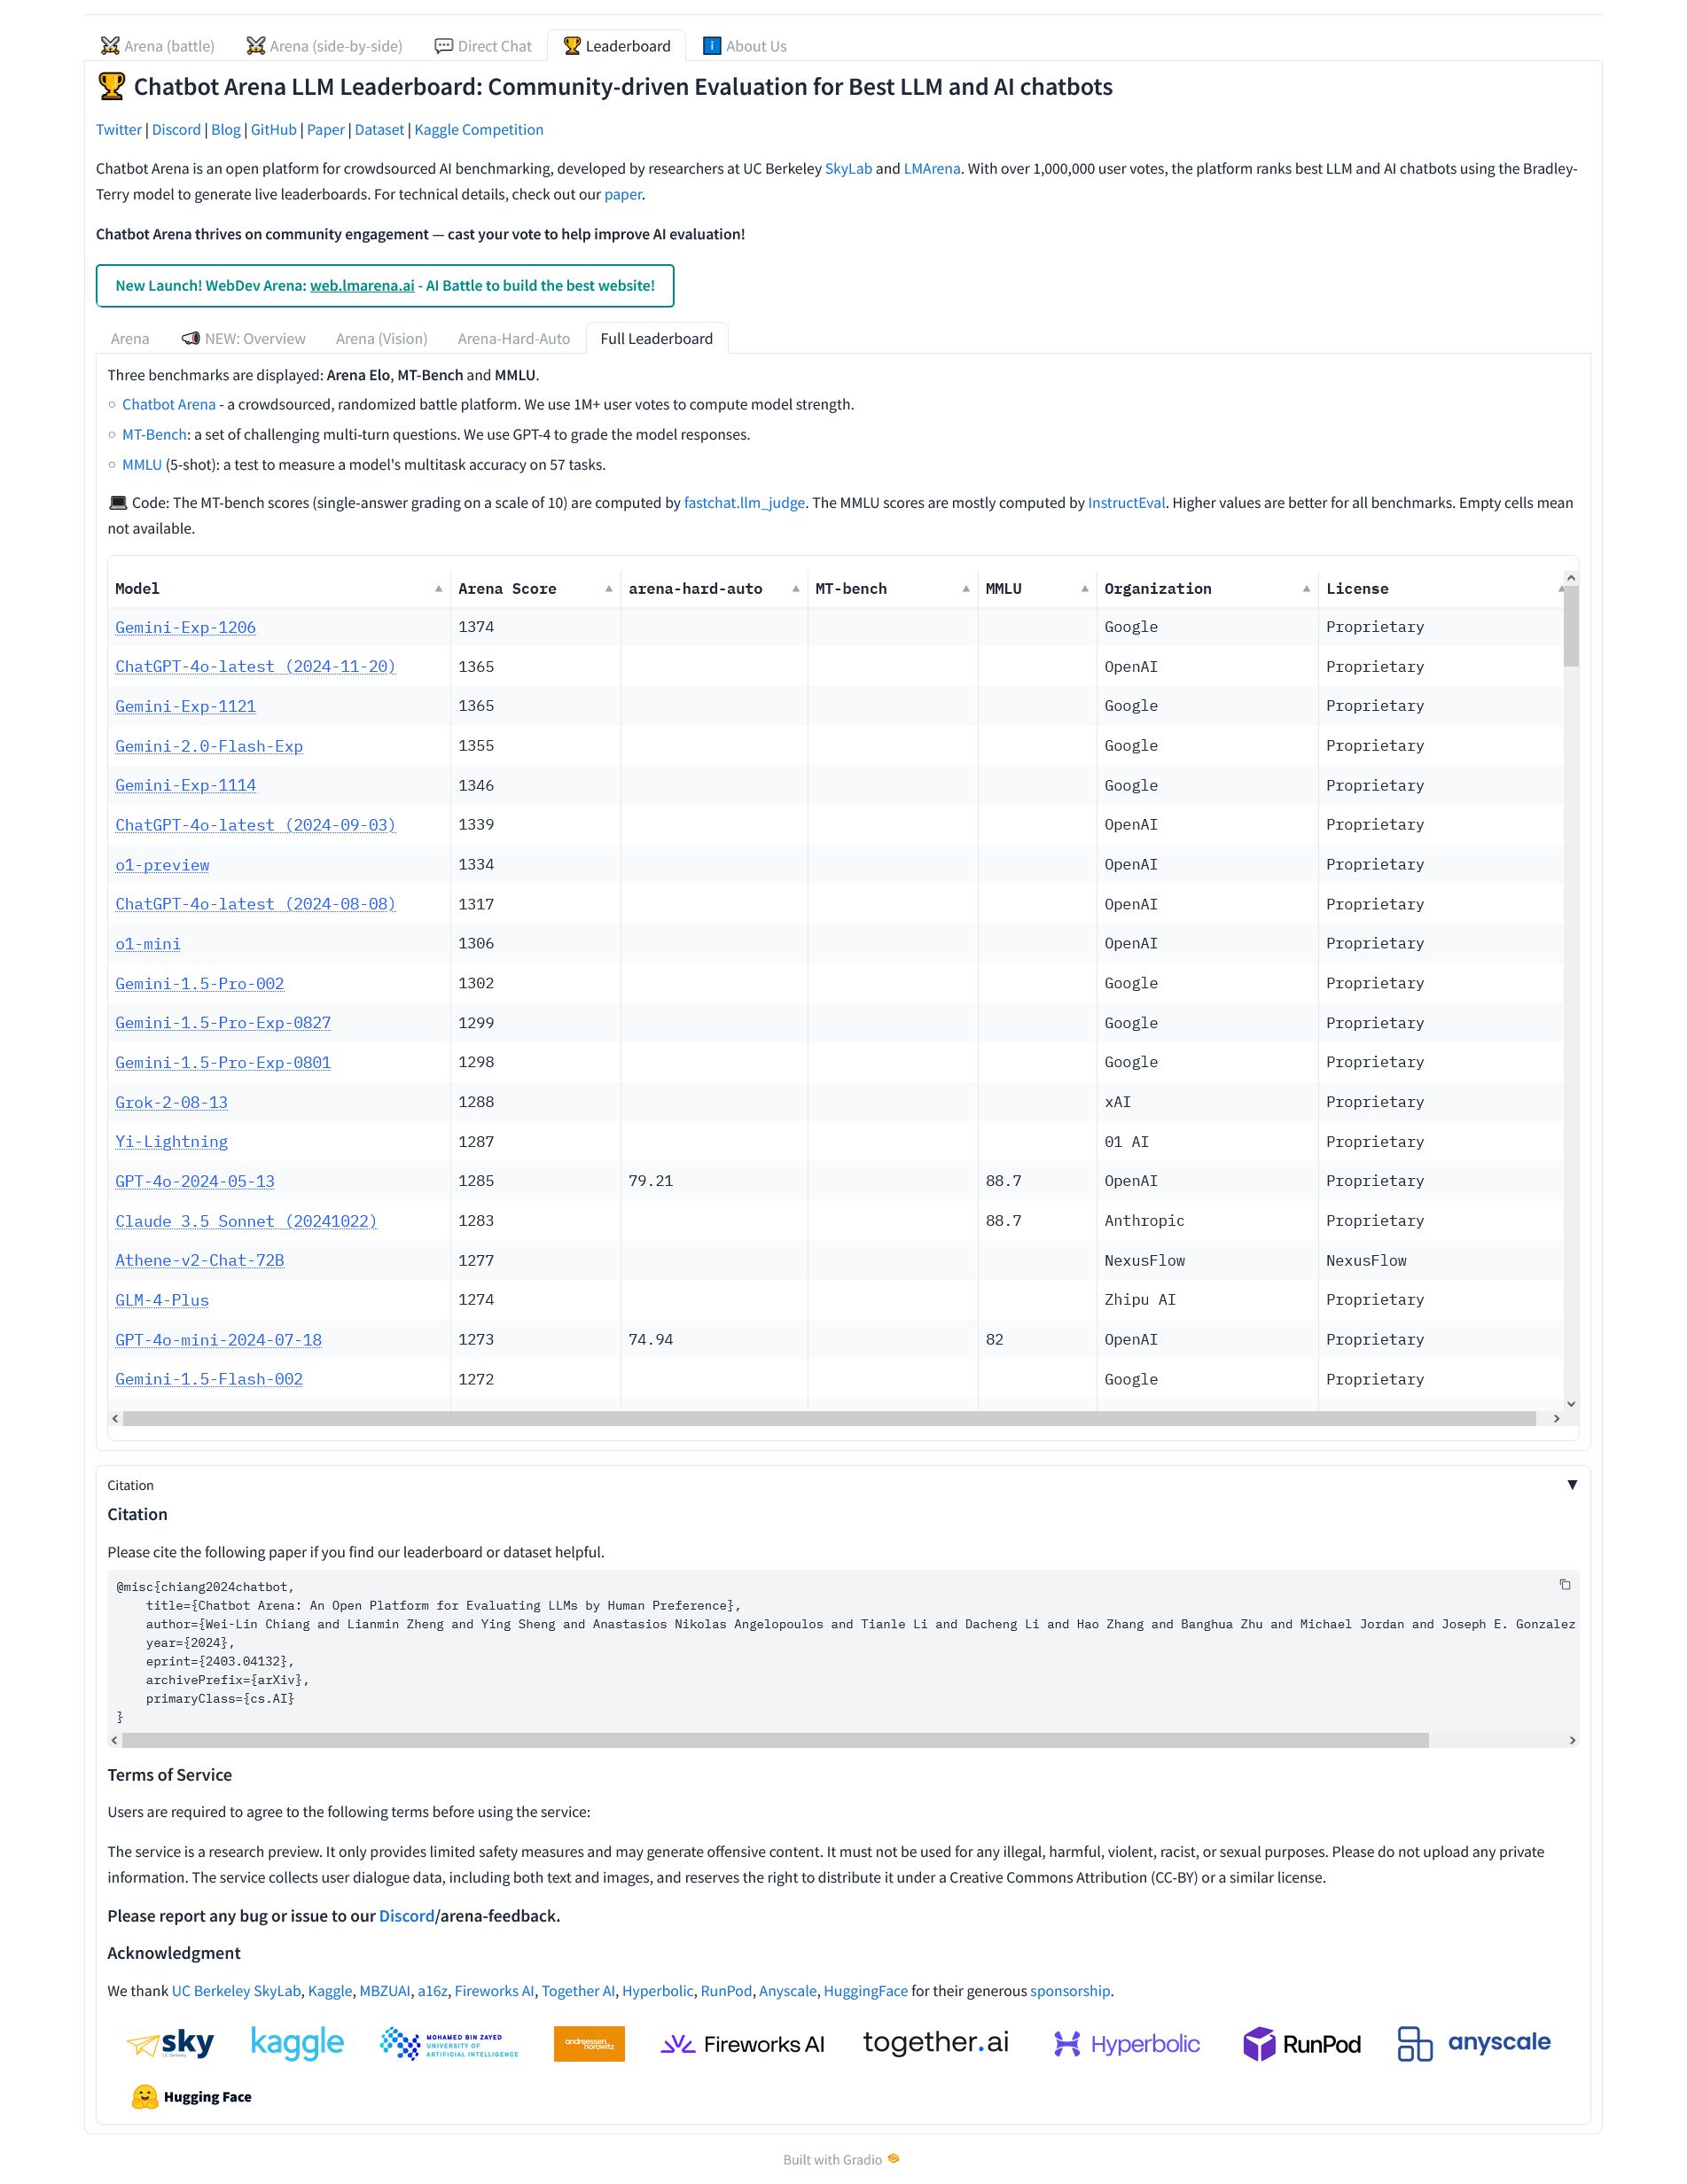 Arena (battle) Arena (side-by-side) Direct Chat Leaderboard About Us
Chatbot Arena LLM Leaderboard: Community-driven Evaluation for Best LLM and AI chatbots
Twitter | Discord | Blog | GitHub | Paper | Dataset | Kaggle Competition
Chatbot Arena is an open platform for crowdsourced AI benchmarking, developed by researchers at UC Berkeley SkyLab and LMArena. With over 1,000,000 user votes, the platform ranks best LLM and AI chatbots using the Bradley-
Terry model to generate live leaderboards. For technical details, check out our paper.
Chatbot Arena thrives on community engagement — cast your vote to help improve AI evaluation!
New Launch! WebDev Arena: web.lmarena.ai - AI Battle to build the best website!
Arena NEW: Overview Arena (Vision) Arena-Hard-Auto Full Leaderboard
Three benchmarks are displayed: Arena Elo, MT-Bench and MMLU.
Chatbot Arena - a crowdsourced, randomized battle platform. We use 1M+ user votes to compute model strength.
MT-Bench: a set of challenging multi-turn questions. We use GPT-4 to grade the model responses.
MMLU (5-shot): a test to measure a model's multitask accuracy on 57 tasks.
Code: The MT-bench scores (single-answer grading on a scale of 10) are computed by fastchat.llm_judge. The MMLU scores are mostly computed by InstructEval. Higher values are better for all benchmarks. Empty cells mean
not available.
Model Arena Score arena-hard-auto MT-bench MMLU Organization License
Gemini-Exp-1206 1374 Google Proprietary
ChatGPT-4o-latest (2024-11-20) 1365 OpenAI Proprietary
Gemini-Exp-1121 1365 Google Proprietary
Gemini-2.0-Flash-Exp 1355 Google Proprietary
Gemini-Exp-1114 1346 Google Proprietary
ChatGPT-4o-latest (2024-09-03) 1339 OpenAI Proprietary
o1-preview 1334 OpenAI Proprietary
ChatGPT-4o-latest (2024-08-08) 1317 OpenAI Proprietary
o1-mini 1306 OpenAI Proprietary
Gemini-1.5-Pro-002 1302 Google Proprietary
Gemini-1.5-Pro-Exp-0827 1299 Google Proprietary
Gemini-1.5-Pro-Exp-0801 1298 Google Proprietary
Grok-2-08-13 1288 xAI Proprietary
Yi-Lightning 1287 01 AI Proprietary
GPT-4o-2024-05-13 1285 79.21 88.7 OpenAI Proprietary
Claude 3.5 Sonnet (20241022) 1283 88.7 Anthropic Proprietary
Athene-v2-Chat-72B 1277 NexusFlow NexusFlow
GLM-4-Plus 1274 Zhipu AI Proprietary
GPT-4o-mini-2024-07-18 1273 74.94 82 OpenAI Proprietary
Gemini-1.5-Flash-002 1272 Google Proprietary
Citation
Citation
Please cite the following paper if you find our leaderboard or dataset helpful.
@misc{chiang2024chatbot,
title={Chatbot Arena: An Open Platform for Evaluating LLMs by Human Preference},
author={Wei-Lin Chiang and Lianmin Zheng and Ying Sheng and Anastasios Nikolas Angelopoulos and Tianle Li and Dacheng Li and Hao Zhang and Banghua Zhu and Michael Jordan and Joseph E. Gonzalez
year={2024},
eprint={2403.04132},
archivePrefix={arXiv},
primaryClass={cs.AI}
}
Terms of Service
Users are required to agree to the following terms before using the service:
The service is a research preview. It only provides limited safety measures and may generate offensive content. It must not be used for any illegal, harmful, violent, racist, or sexual purposes. Please do not upload any private
information. The service collects user dialogue data, including both text and images, and reserves the right to distribute it under a Creative Commons Attribution (CC-BY) or a similar license.
Please report any bug or issue to our Discord/arena-feedback.
Acknowledgment
We thank UC Berkeley SkyLab, Kaggle, MBZUAI, a16z, Fireworks AI, Together AI, Hyperbolic, RunPod, Anyscale, HuggingFace for their generous sponsorship.
sky UC Berkeley kaggle MOHAMED BIN ZAYED UNIVERSITY OF ARTIFICIAL INTELLIGENCE andreessen. horowitz Fireworks AI together.ai Hyperbolic RunPod anyscale
Hugging Face
Built with Gradio